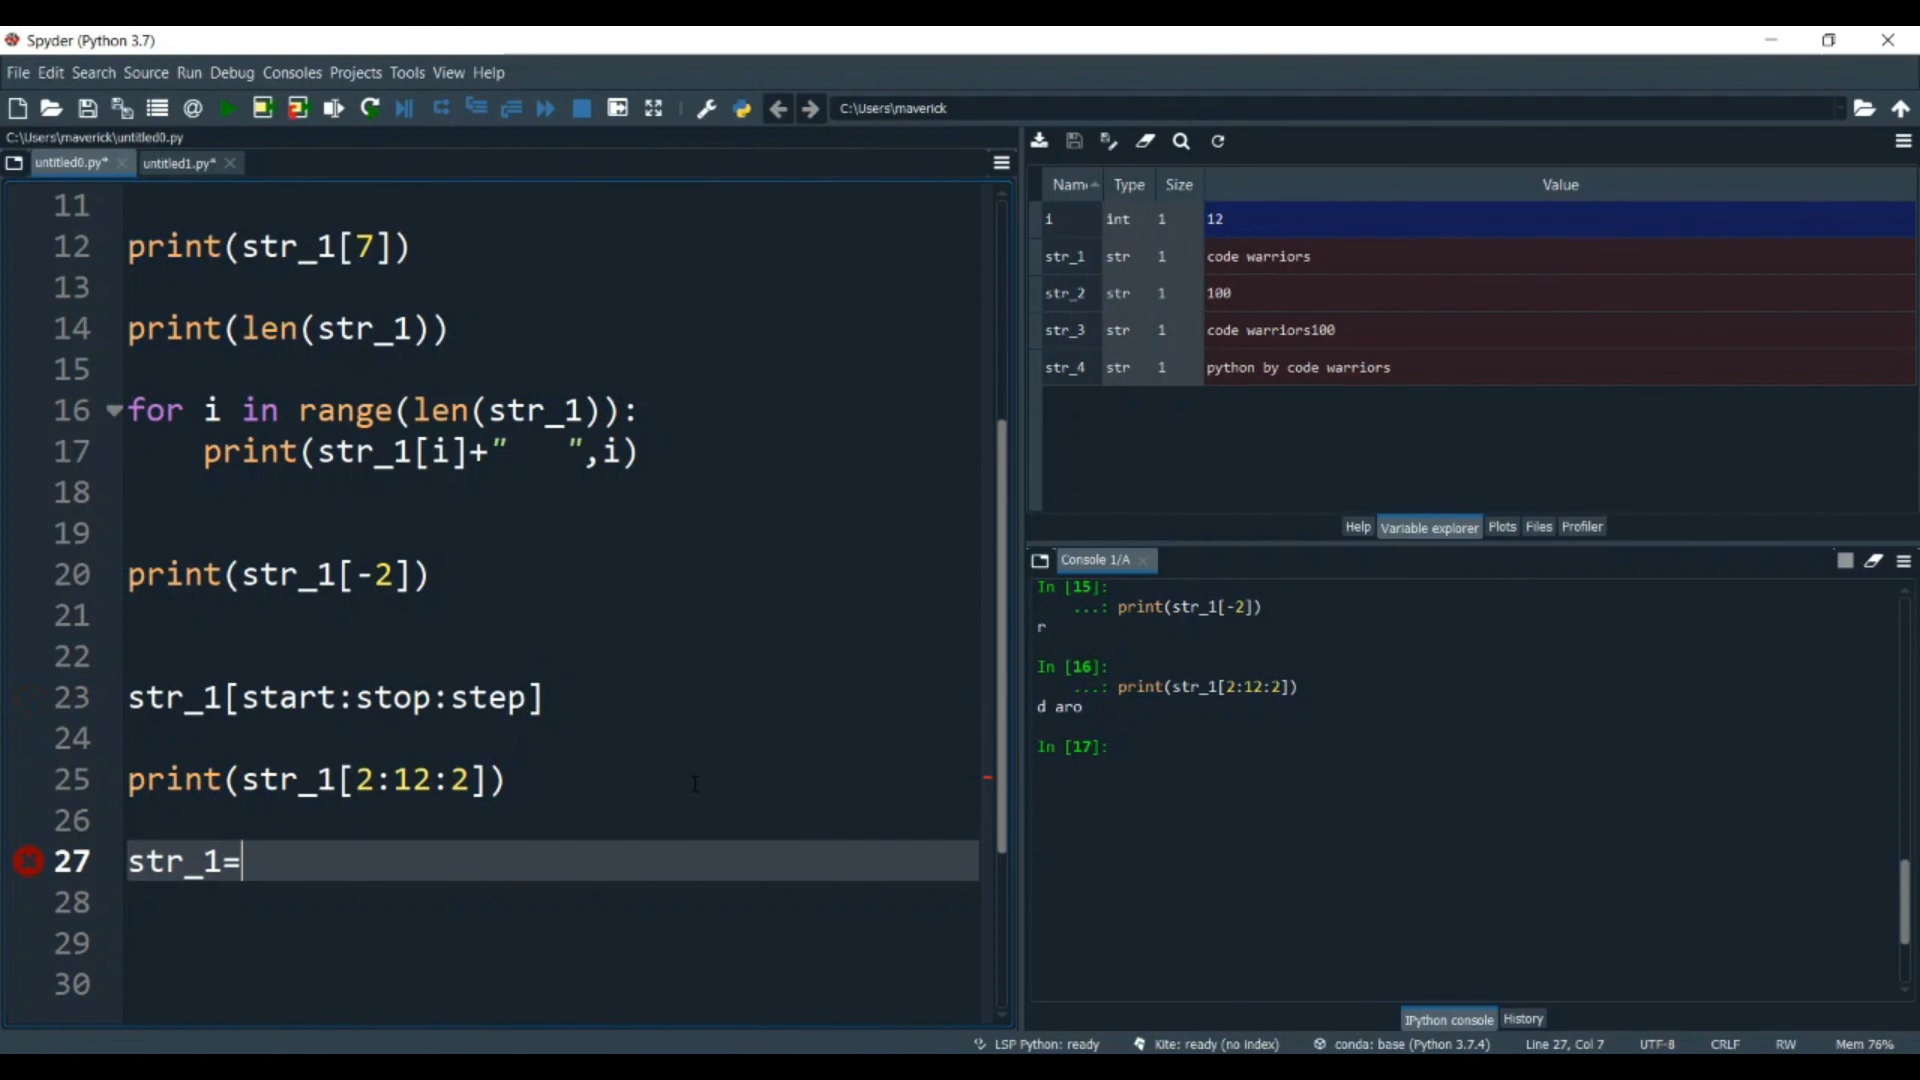 Spyder (Python 3.7)
File Edit Search Source Run Debug Consoles Projects Tools View Help
C:\Users\maverick
C:\Users\maverick\untitled0.py
untitled0.py* untitled1.py*
11
12 print(str_1[7])
13
14 print(len(str_1))
15
16 for i in range(len(str_1)):
17 print(str_1[i]+"   ",i)
18
19
20 print(str_1[-2])
21
22
23 str_1[start:stop:step]
24
25 print(str_1[2:12:2])
26
27 str_1=
28
29
30
Name Type Size Value
i int 1 12
str_1 str 1 code warriors
str_2 str 1 100
str_3 str 1 code warriors100
str_4 str 1 python by code warriors
Help Variable explorer Plots Files Profiler
Console 1/A
In [15]:
...: print(str_1[-2])
r
In [16]:
...: print(str_1[2:12:2])
d aro
In [17]:
IPython console History
LSP Python: ready Kite: ready (no index) conda: base (Python 3.7.4) Line 27, Col 7 UTF-8 CRLF RW Mem 76%